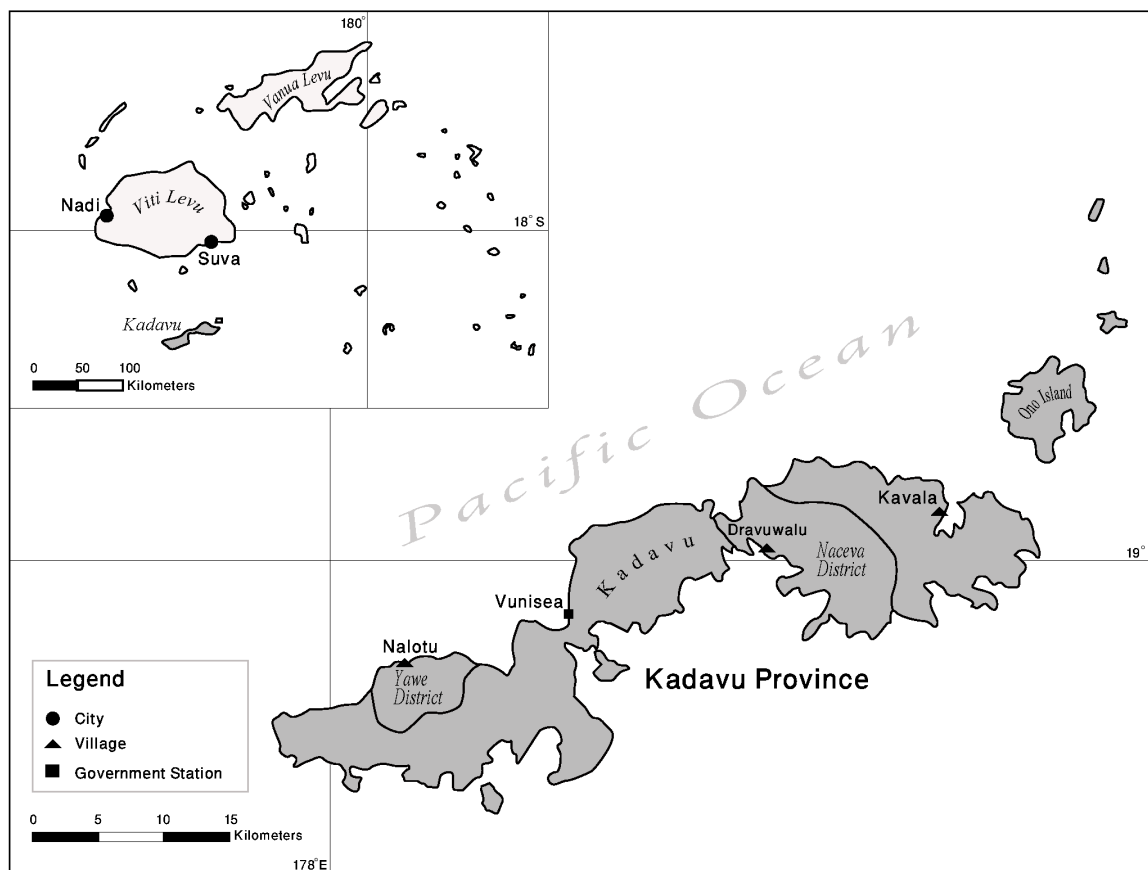 180°
Vanua Levu
Nadi
Viti Levu
18°S
Suva
Kadavu
0 50 100
Kilometers
Pacific Ocean
Ono Island
Kavala
Dravuwalu
Naceva
District
Kadavu
19°
Vunisea
Nalotu
Yawe
District
Kadavu Province
Legend
City
Village
Government Station
0 5 10 15
Kilometers
178°E